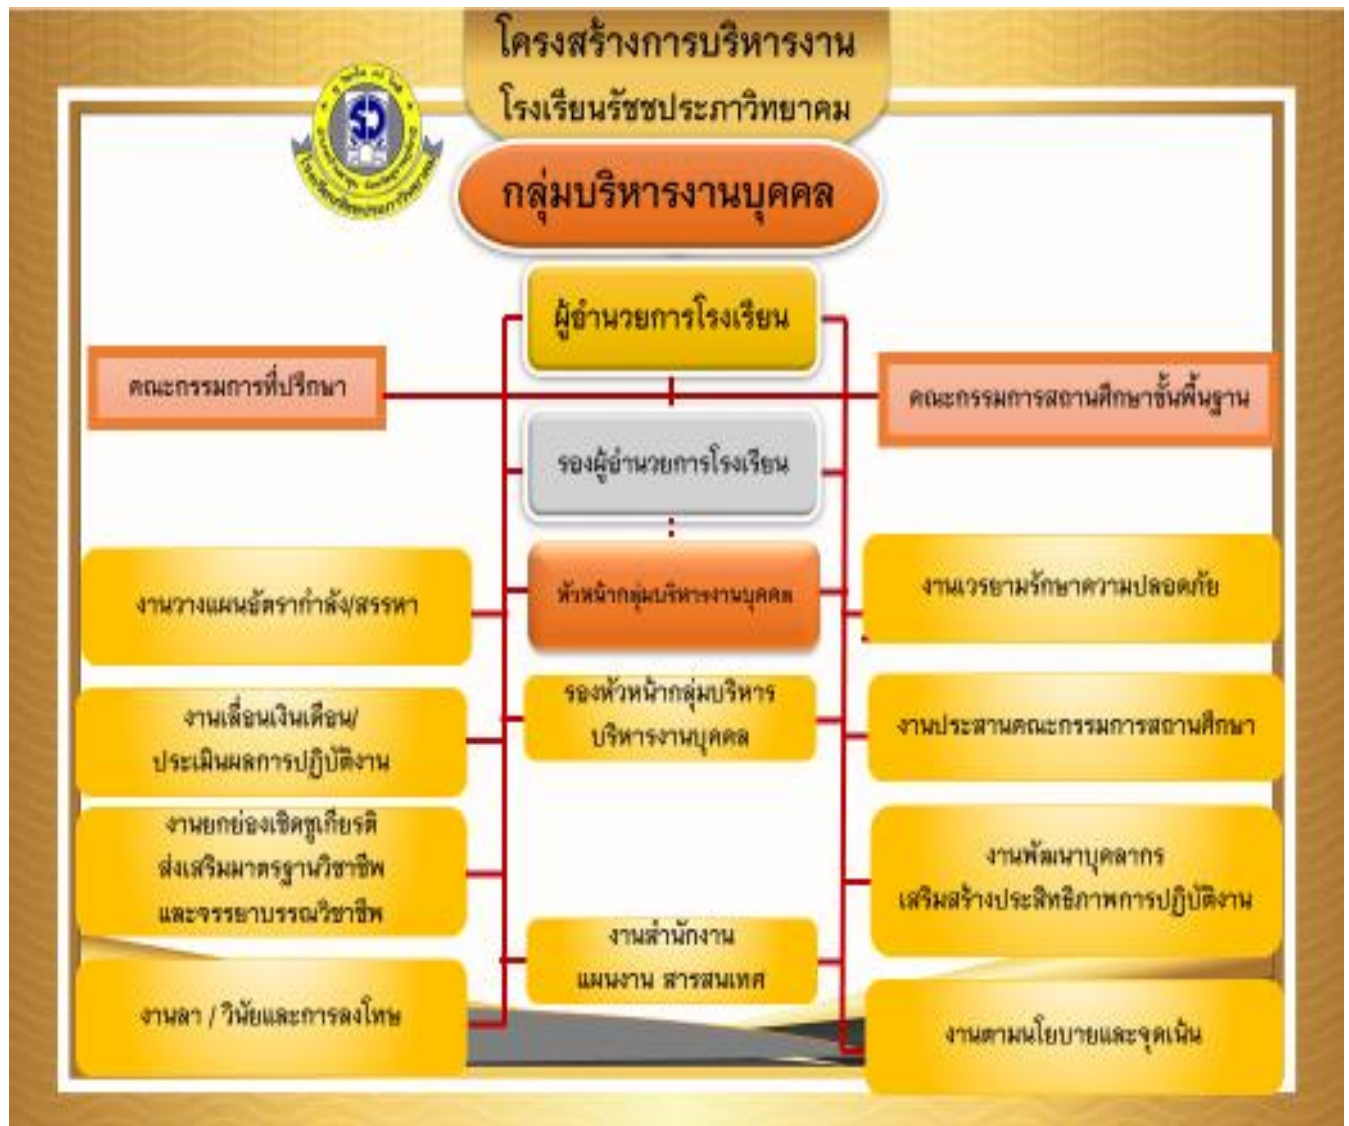 โครงสร้างการบริหารงาน
โรงเรียนรัชชประภาวิทยาคม
กลุ่มบริหารงานบุคคล
ผู้อำนวยการโรงเรียน
คณะกรรมการที่ปรึกษา
คณะกรรมการสถานศึกษาขั้นพื้นฐาน
รองผู้อำนวยการโรงเรียน
หัวหน้ากลุ่มบริหารงานบุคคล
รองหัวหน้ากลุ่มบริหาร
บริหารงานบุคคล
งานสำนักงาน
แผนงาน สารสนเทศ
งานวางแผนอัตรากำลัง/สรรหา
งานเลื่อนเงินเดือน/
ประเมินผลการปฏิบัติงาน
งานยกย่องเชิดชูเกียรติ
ส่งเสริมมาตรฐานวิชาชีพ
และจรรยาบรรณวิชาชีพ
งานลา / วินัยและการลงโทษ
งานเวรยามรักษาความปลอดภัย
งานประสานคณะกรรมการสถานศึกษา
งานพัฒนาบุคลากร
เสริมสร้างประสิทธิภาพการปฏิบัติงาน
งานตามนโยบายและจุดเน้น
โรงเรียนรัชชประภาวิทยาคม